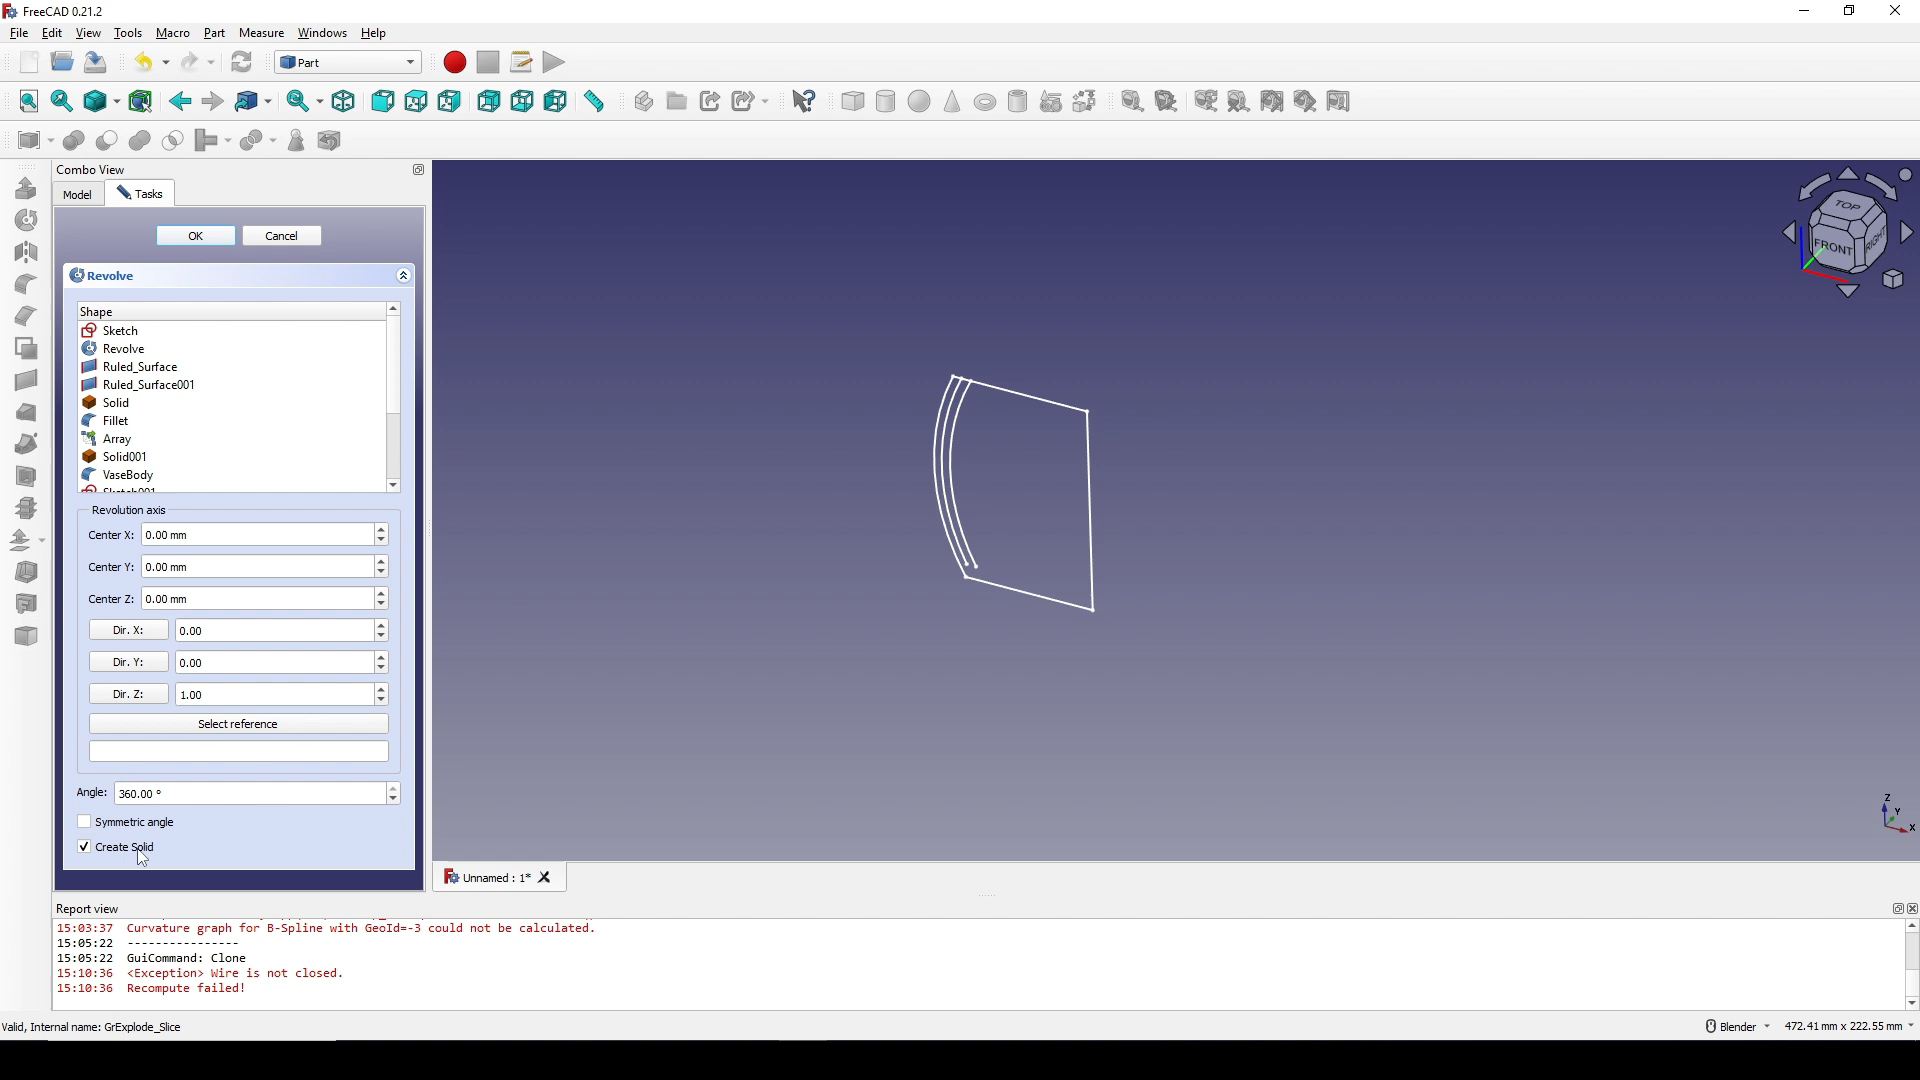 FreeCAD 0.21.2
File Edit View Tools Macro Part Measure Windows Help
Part
Combo View
Model Tasks
OK Cancel
Revolve
Shape
Sketch
Revolve
Ruled_Surface
Ruled_Surface001
Solid
Fillet
Array
Solid001
VaseBody
Sketch001
Revolution axis
Center X: 0.00 mm
Center Y: 0.00 mm
Center Z: 0.00 mm
Dir. X: 0.00
Dir. Y: 0.00
Dir. Z: 1.00
Select reference
Angle: 360.00 °
Symmetric angle
Create Solid
TOP
FRONT
RIGHT
Z
Y
X
Unnamed : 1*
Report view
15:03:37 Curvature graph for B-Spline with GeoId=-3 could not be calculated.
15:05:22 ----------------
15:05:22 GuiCommand: Clone
15:10:36 <Exception> Wire is not closed.
15:10:36 Recompute failed!
Valid, Internal name: GrExplode_Slice
Blender
472.41 mm x 222.55 mm